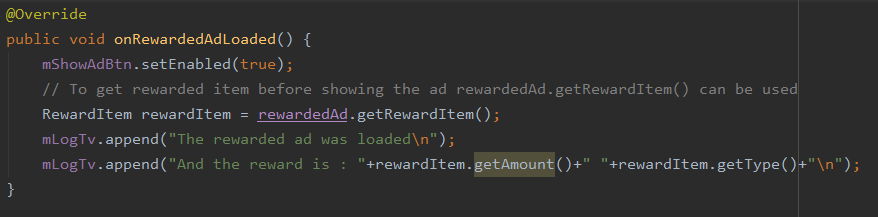 @Override
public void onRewardedAdLoaded() {
mShowAdBtn.setEnabled(true);
// To get rewarded item before showing the ad rewardedAd.getRewardItem() can be used
RewardItem rewardItem = rewardedAd.getRewardItem();
mLogTv.append("The rewarded ad was loaded\n");
mLogTv.append("And the reward is : "+rewardItem.getAmount()+" "+rewardItem.getType()+"\n");
}